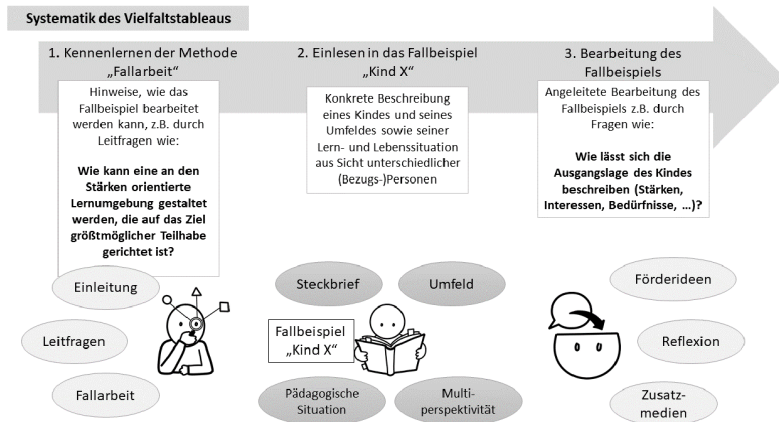 Systematik des Vielfaltstableaus
1. Kennenlernen der Methode
„Fallarbeit“
Hinweise, wie das
Fallbeispiel bearbeitet
werden kann, z.B. durch
Leitfragen wie:
Wie kann eine an den
Stärken orientierte
Lernumgebung gestaltet
werden, die auf das Ziel
größtmöglicher Teilhabe
gerichtet ist?
Einleitung
Leitfragen
Fallarbeit
2. Einlesen in das Fallbeispiel
„Kind X“
Konkrete Beschreibung
eines Kindes und seines
Umfeldes sowie seiner
Lern- und Lebenssituation
aus Sicht unterschiedlicher
(Bezugs-)Personen
Steckbrief
Umfeld
Fallbeispiel
„Kind X“
Pädagogische
Situation
Multi-
perspektivität
3. Bearbeitung des
Fallbeispiels
Angeleitete Bearbeitung des
Fallbeispiels z.B. durch
Fragen wie:
Wie lässt sich die
Ausgangslage des Kindes
beschreiben (Stärken,
Interessen, Bedürfnisse, …)?
Förderideen
Reflexion
Zusatz-
medien